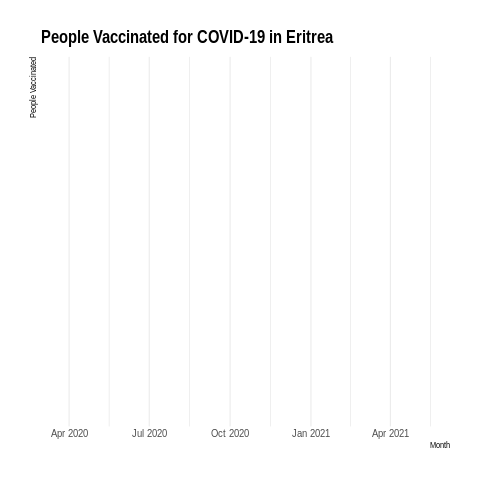 People Vaccinated for COVID-19 in Eritrea
People Vaccinated
Apr 2020 Jul 2020 Oct 2020 Jan 2021 Apr 2021
Month